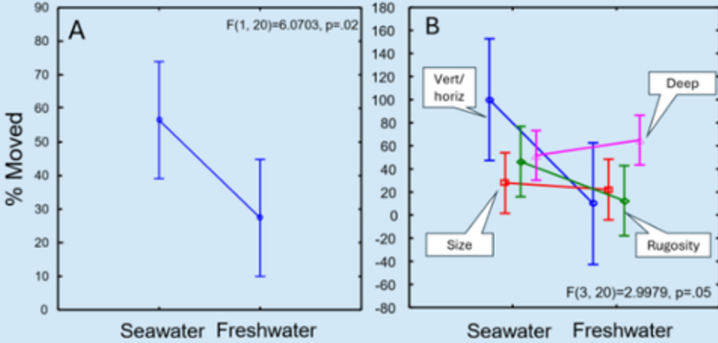 A
F(1, 20)=6.0703, p=.02
% Moved
90
80
70
60
50
40
30
20
10
0
Seawater Freshwater
B
180
160
140
120
100
80
60
40
20
0
-20
-40
-60
-80
Vert/
horiz
Deep
Size
Rugosity
F(3, 20)=2.9979, p=.05
Seawater Freshwater